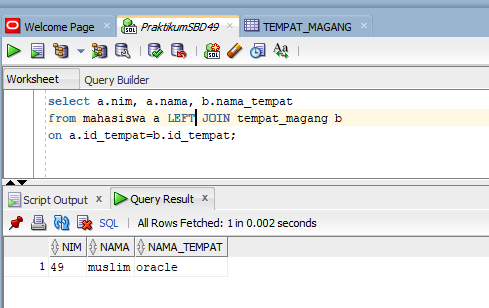 Welcome Page
PraktikumSBD49
TEMPAT_MAGANG
SQL
Aa
Worksheet Query Builder
select a.nim, a.nama, b.nama_tempat
from mahasiswa a LEFT JOIN tempat_magang b
on a.id_tempat=b.id_tempat;
Script Output x Query Result x
SQL All Rows Fetched: 1 in 0.002 seconds
NIM NAMA NAMA_TEMPAT
1 49 muslim oracle